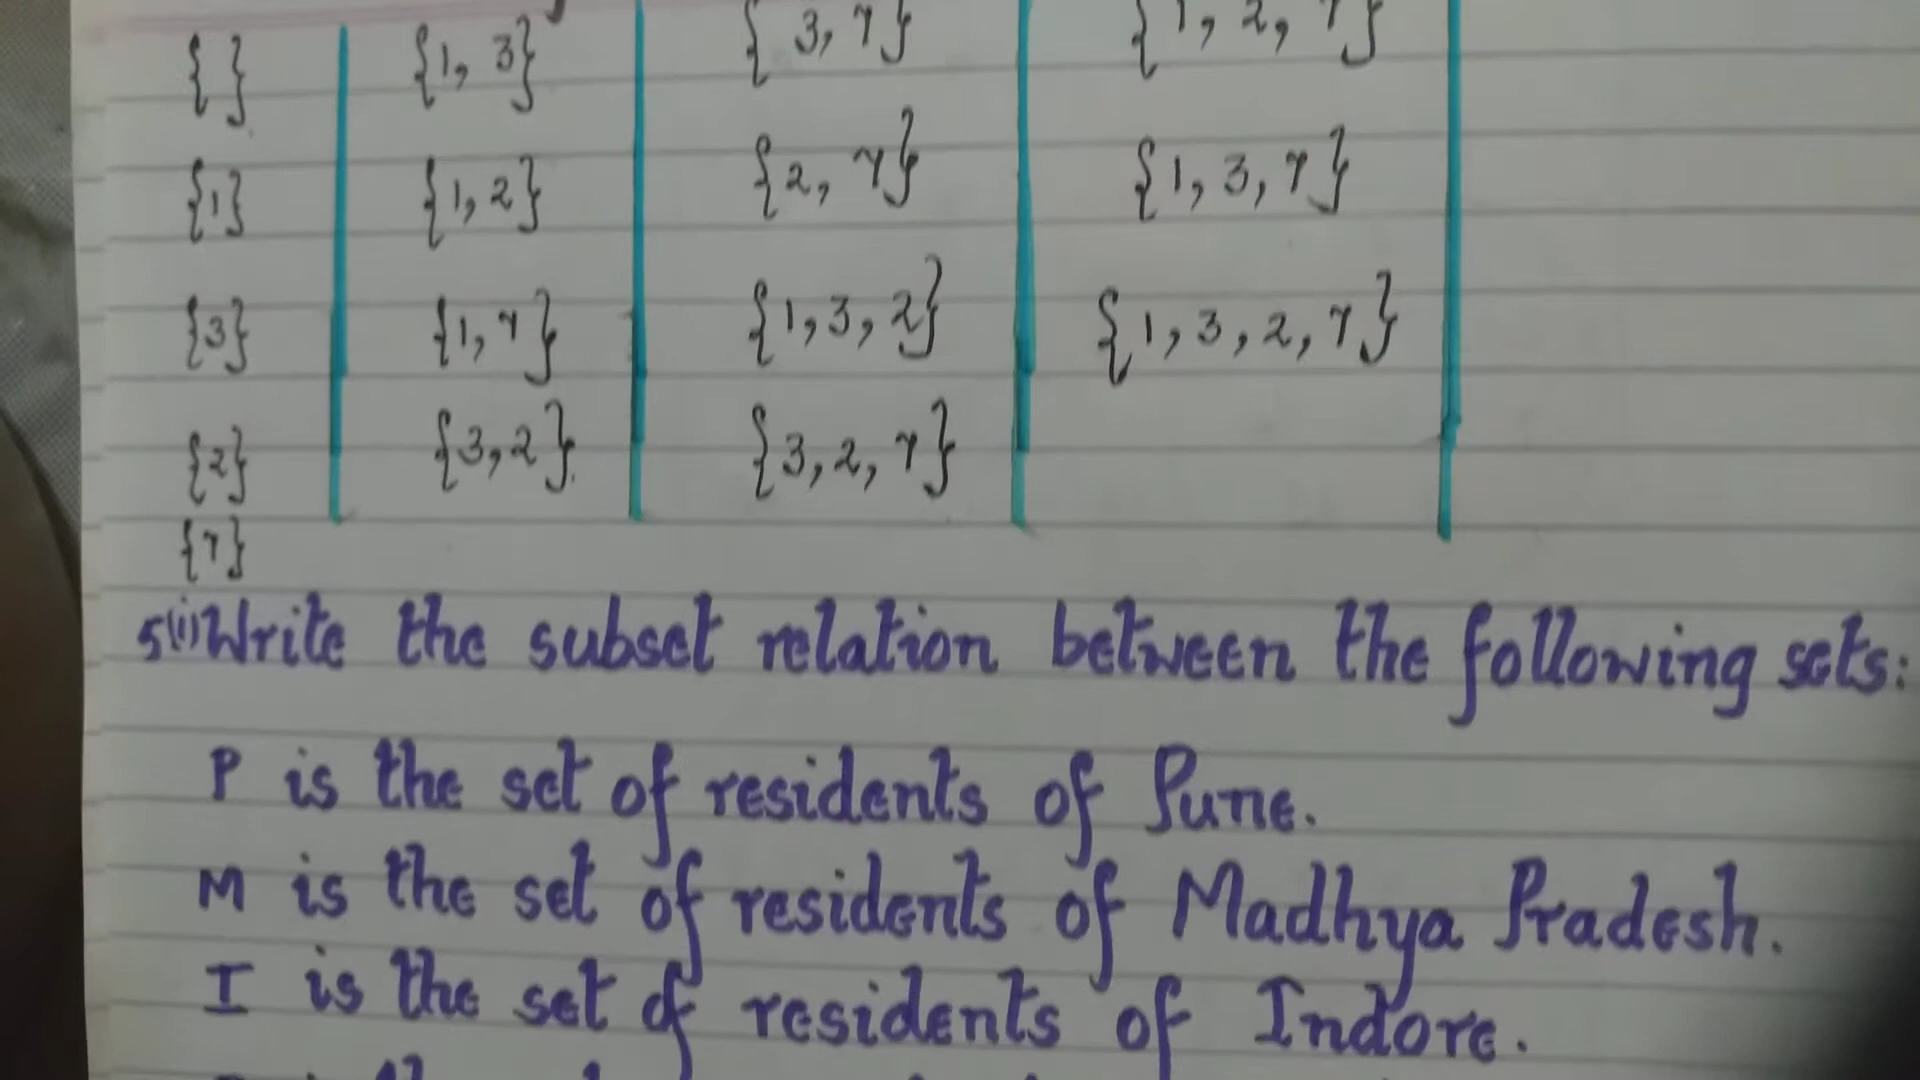 { } {1, 3} {3, 7} {1, 2, 7}
{1} {1, 2} {2, 7} {1, 3, 7}
{3} {1, 7} {1, 3, 2} {1, 3, 2, 7}
{2} {3, 2} {3, 2, 7}
{7}
5(i) Write the subset relation between the following sets:
P is the set of residents of Pune.
M is the set of residents of Madhya Pradesh.
I is the set of residents of Indore.